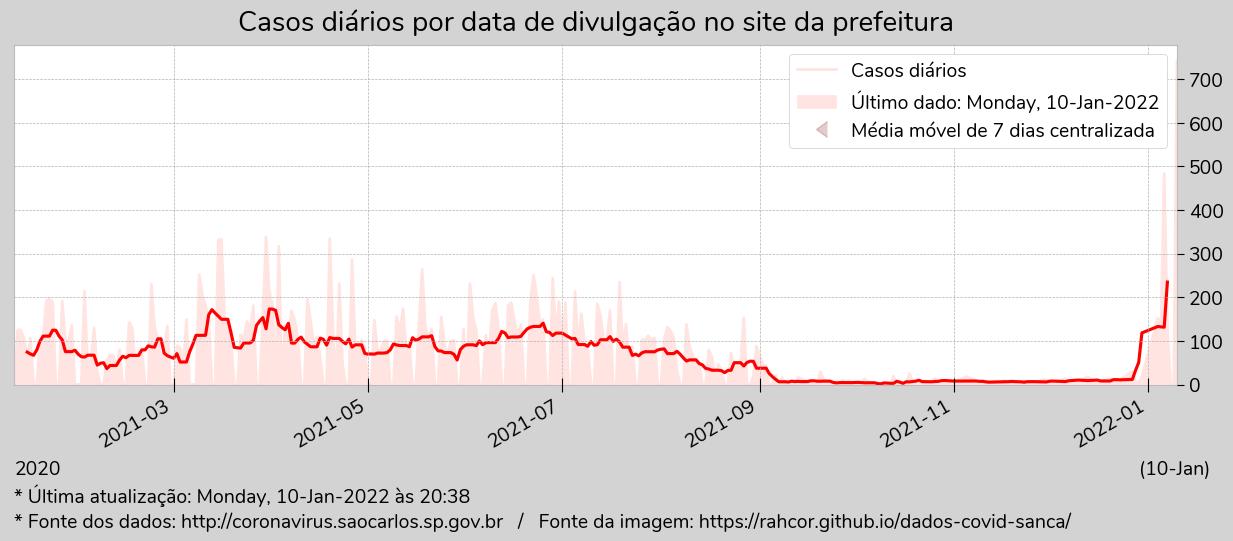 Casos diários por data de divulgação no site da prefeitura
Casos diários
Último dado: Monday, 10-Jan-2022
Média móvel de 7 dias centralizada
700
600
500
400
300
200
100
0
2021-03
2021-05
2021-07
2021-09
2021-11
2022-01
2020
(10-Jan)
* Última atualização: Monday, 10-Jan-2022 às 20:38
* Fonte dos dados: http://coronavirus.saocarlos.sp.gov.br / Fonte da imagem: https://rahcor.github.io/dados-covid-sanca/